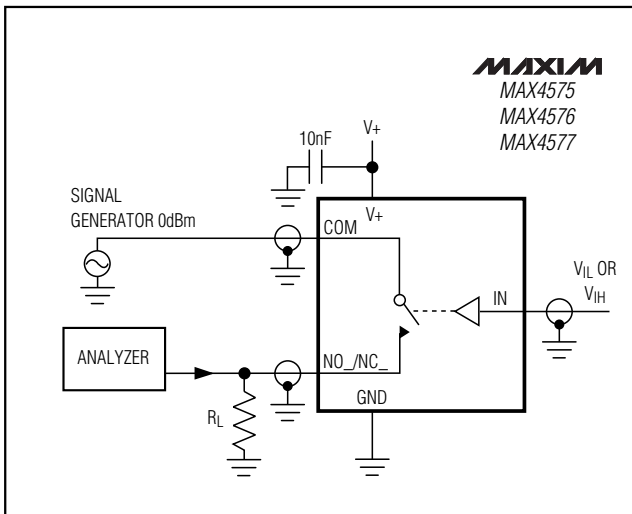 MAXIM
MAX4575
MAX4576
MAX4577
V+
10nF
SIGNAL
GENERATOR 0dBm
V+
COM
IN
VIL OR
VIH
ANALYZER
NO_/NC_
GND
RL